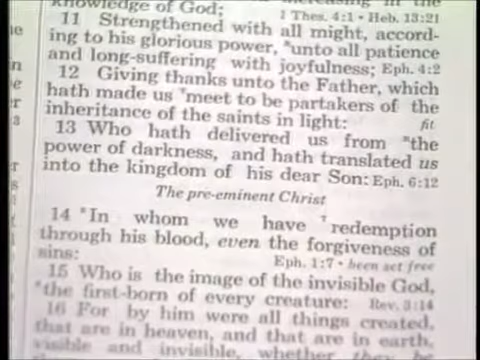 knowledge of God; 1 Thes. 4:1 • Heb. 13:21
11 Strengthened with all might, accord-
ing to his glorious power, unto all patience
and long-suffering with joyfulness; Eph. 4:2
12 Giving thanks unto the Father, which
hath made us meet to be partakers of the
inheritance of the saints in light: fit
13 Who hath delivered us from the
power of darkness, and hath translated us
into the kingdom of his dear Son: Eph. 6:12
The pre-eminent Christ
14 In whom we have redemption
through his blood, even the forgiveness of
sins: Eph. 1:7 • been set free
15 Who is the image of the invisible God,
the first-born of every creature: Rev. 3:14
16 For by him were all things created,
that are in heaven, and that are in earth,
visible and invisible, whether